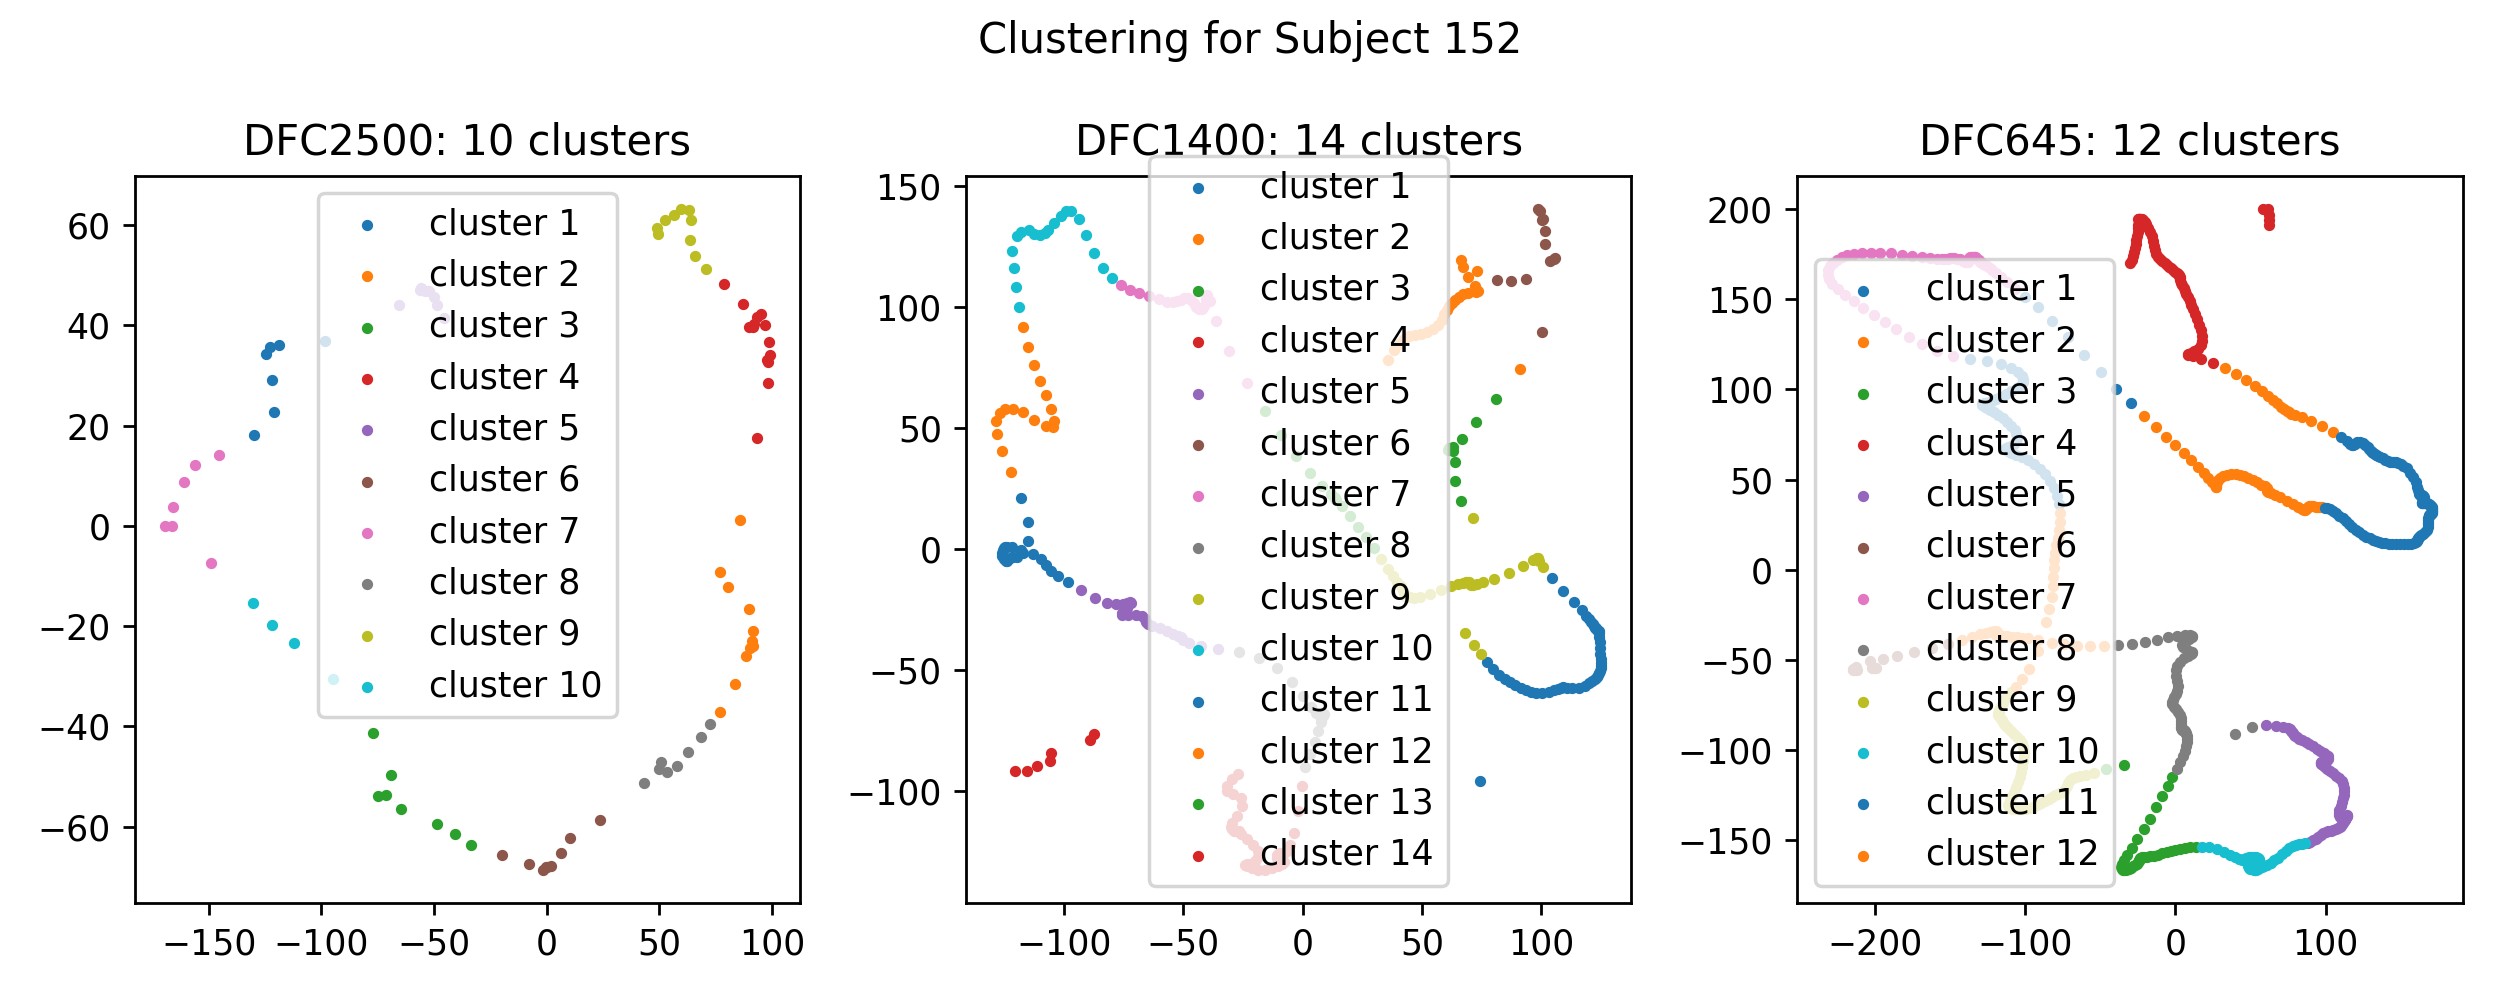 Clustering for Subject 152
DFC2500: 10 clusters
60
40
20
0
−20
−40
−60
−150
−100
−50
0
50
100
cluster 1
cluster 2
cluster 3
cluster 4
cluster 5
cluster 6
cluster 7
cluster 8
cluster 9
cluster 10
DFC1400: 14 clusters
150
100
50
0
−50
−100
−100
−50
0
50
100
cluster 1
cluster 2
cluster 3
cluster 4
cluster 5
cluster 6
cluster 7
cluster 8
cluster 9
cluster 10
cluster 11
cluster 12
cluster 13
cluster 14
DFC645: 12 clusters
200
150
100
50
0
−50
−100
−150
−200
−100
0
100
cluster 1
cluster 2
cluster 3
cluster 4
cluster 5
cluster 6
cluster 7
cluster 8
cluster 9
cluster 10
cluster 11
cluster 12